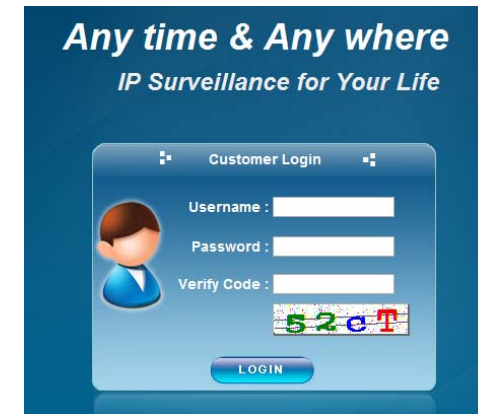 Any time & Any where
IP Surveillance for Your Life
Customer Login
Username :
Password :
Verify Code :
52cT
LOGIN